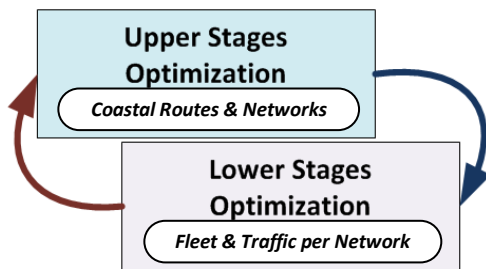 Upper Stages
Optimization
Coastal Routes & Networks
Lower Stages
Optimization
Fleet & Traffic per Network